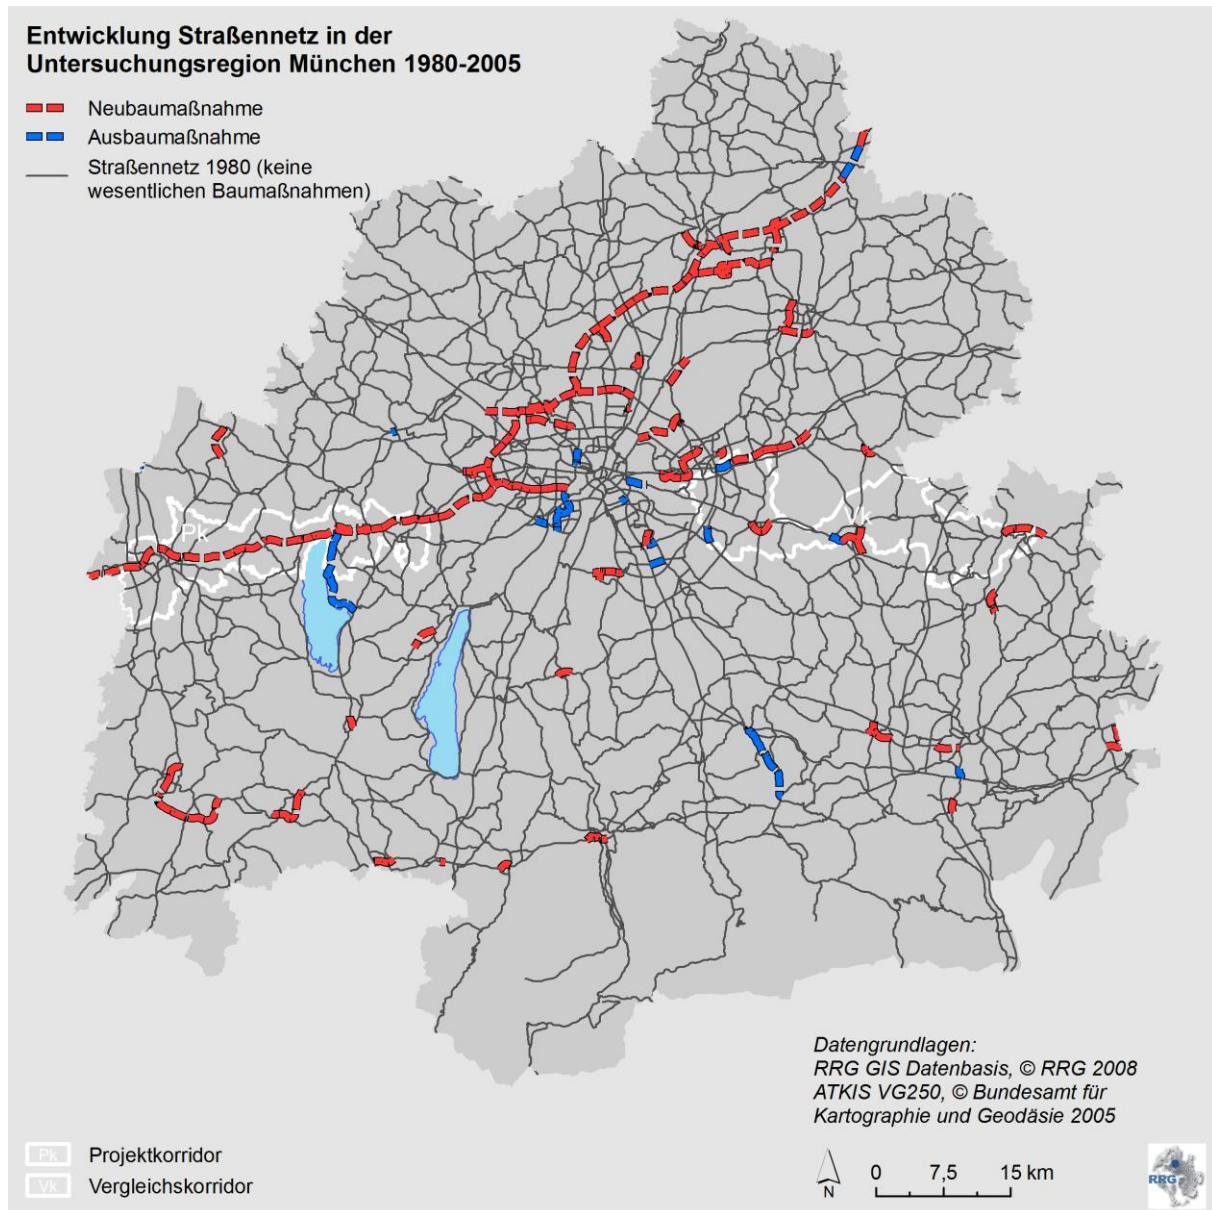 Entwicklung Straßennetz in der
Untersuchungsregion München 1980-2005
Neubaumaßnahme
Ausbaumaßnahme
Straßennetz 1980 (keine
wesentlichen Baumaßnahmen)
Pk
Vk
Datengrundlagen:
RRG GIS Datenbasis, © RRG 2008
ATKIS VG250, © Bundesamt für
Kartographie und Geodäsie 2005
Pk Projektkorridor
Vk Vergleichskorridor
N
0 7,5 15 km
RRG